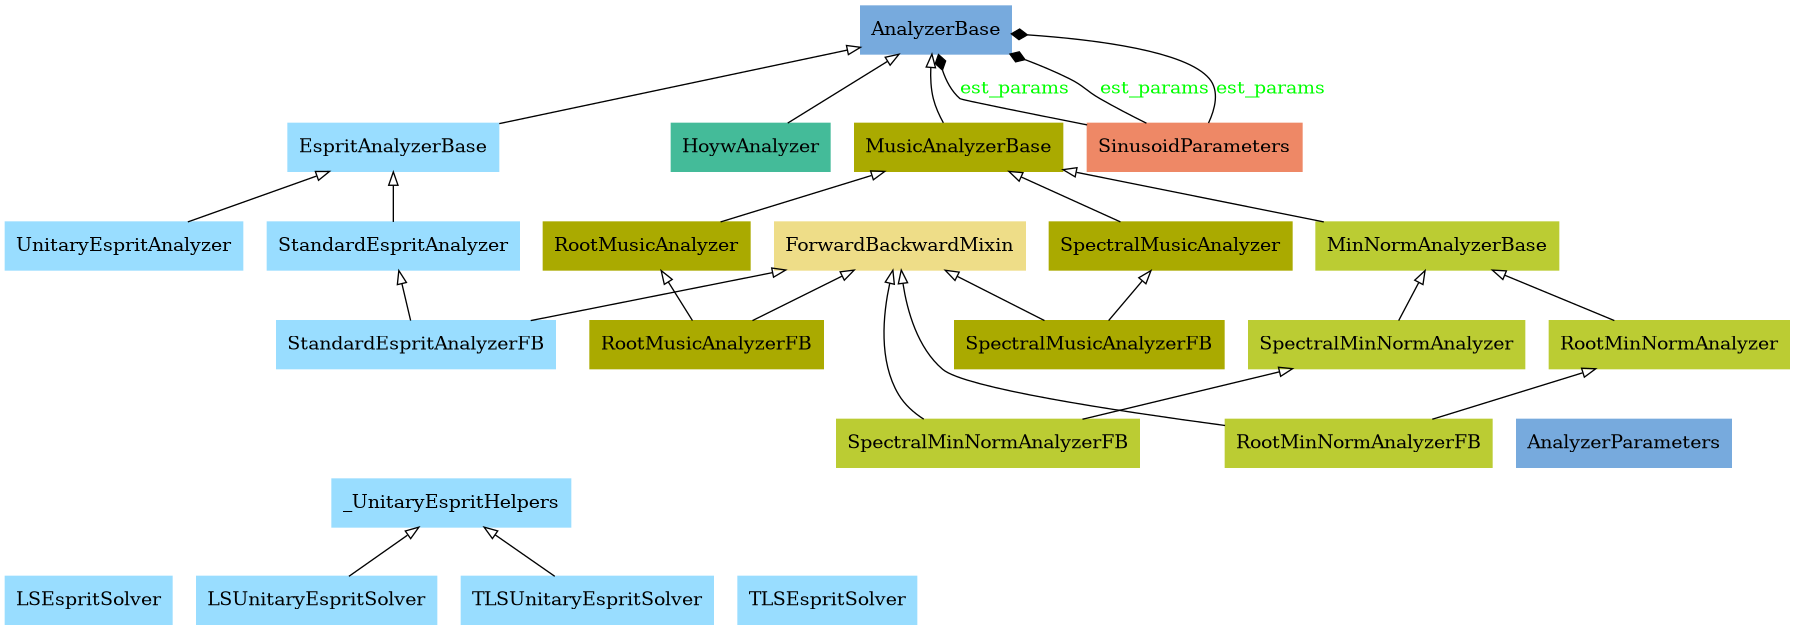 AnalyzerBase
est_params
est_params
est_params
EspritAnalyzerBase
HoywAnalyzer
MusicAnalyzerBase
SinusoidParameters
UnitaryEspritAnalyzer
StandardEspritAnalyzer
RootMusicAnalyzer
ForwardBackwardMixin
SpectralMusicAnalyzer
MinNormAnalyzerBase
StandardEspritAnalyzerFB
RootMusicAnalyzerFB
SpectralMusicAnalyzerFB
SpectralMinNormAnalyzer
RootMinNormAnalyzer
SpectralMinNormAnalyzerFB
RootMinNormAnalyzerFB
AnalyzerParameters
_UnitaryEspritHelpers
LSEspritSolver
LSUnitaryEspritSolver
TLSUnitaryEspritSolver
TLSEspritSolver